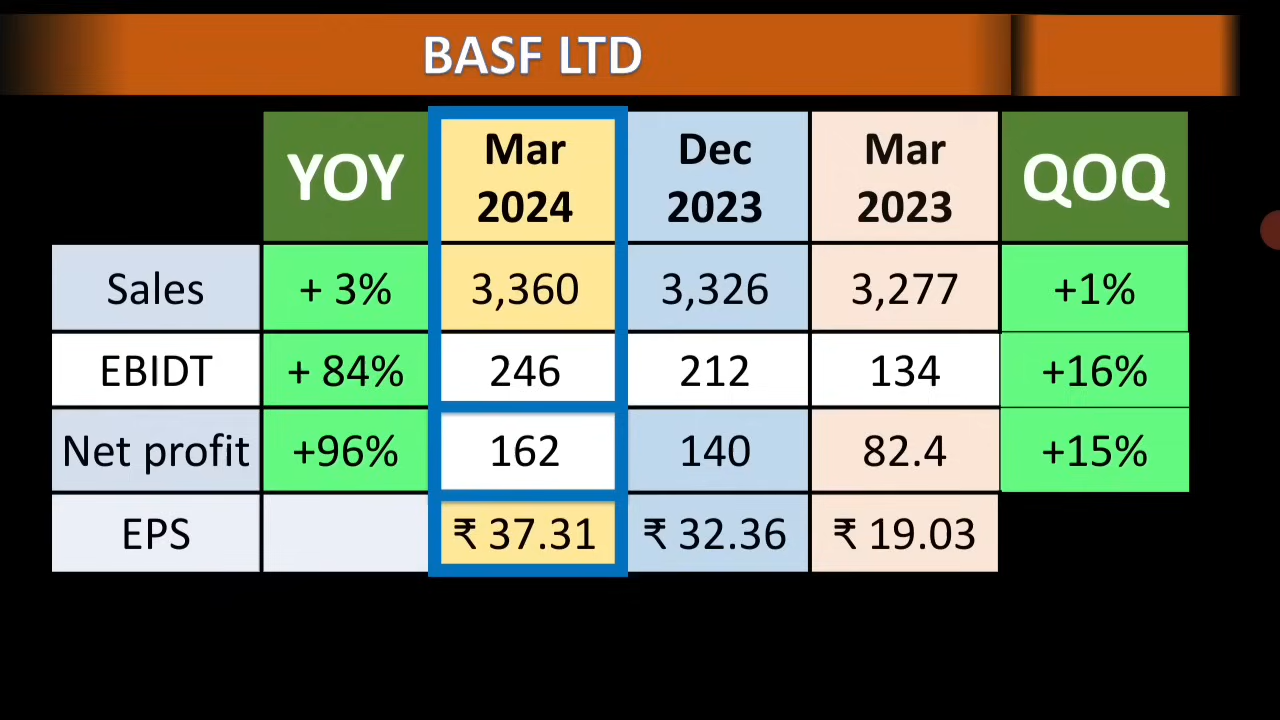 BASF LTD
YOY Mar 2024 Dec 2023 Mar 2023 QOQ
Sales + 3% 3,360 3,326 3,277 +1%
EBIDT + 84% 246 212 134 +16%
Net profit +96% 162 140 82.4 +15%
EPS ₹ 37.31 ₹ 32.36 ₹ 19.03